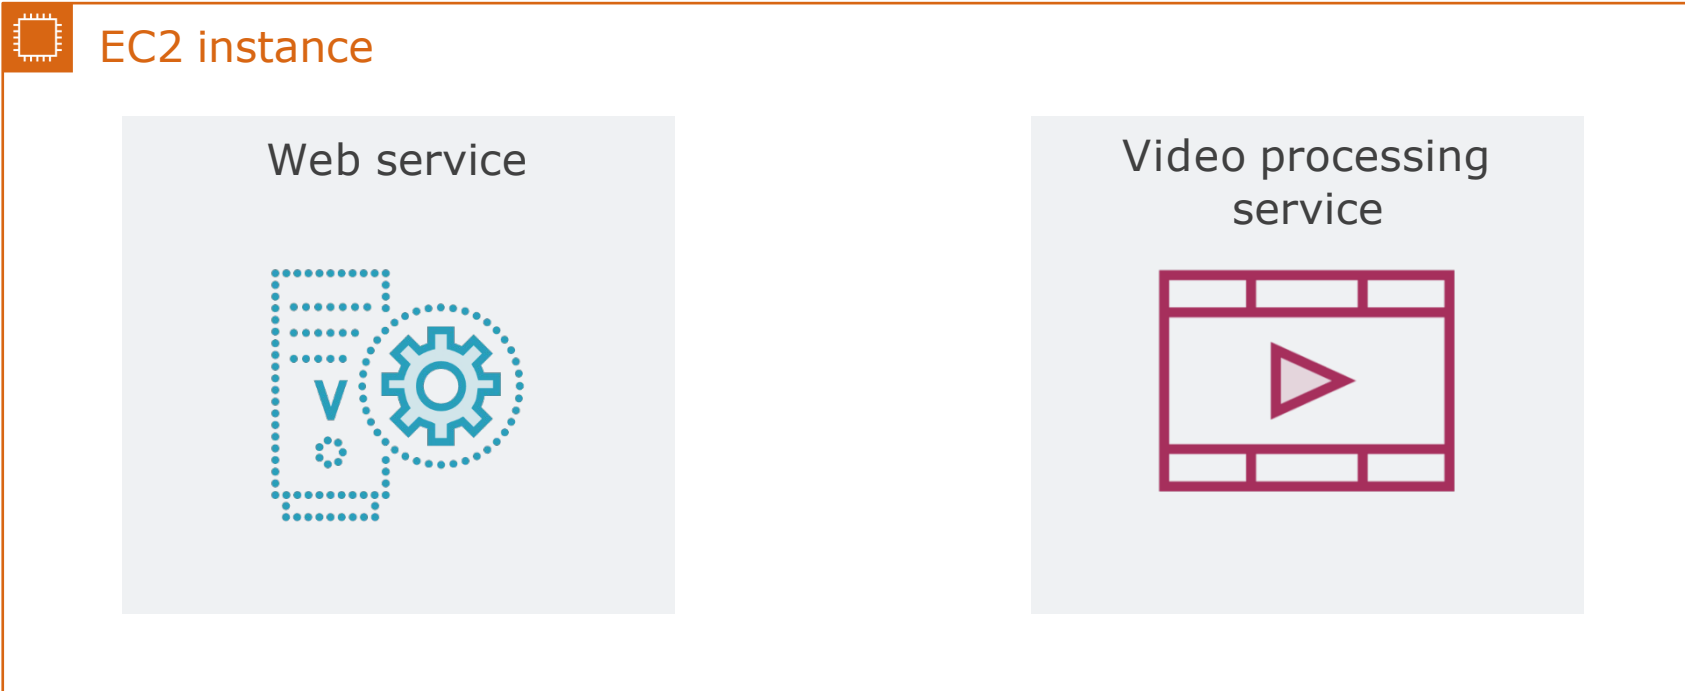 EC2 instance
Web service
Video processing
service
V